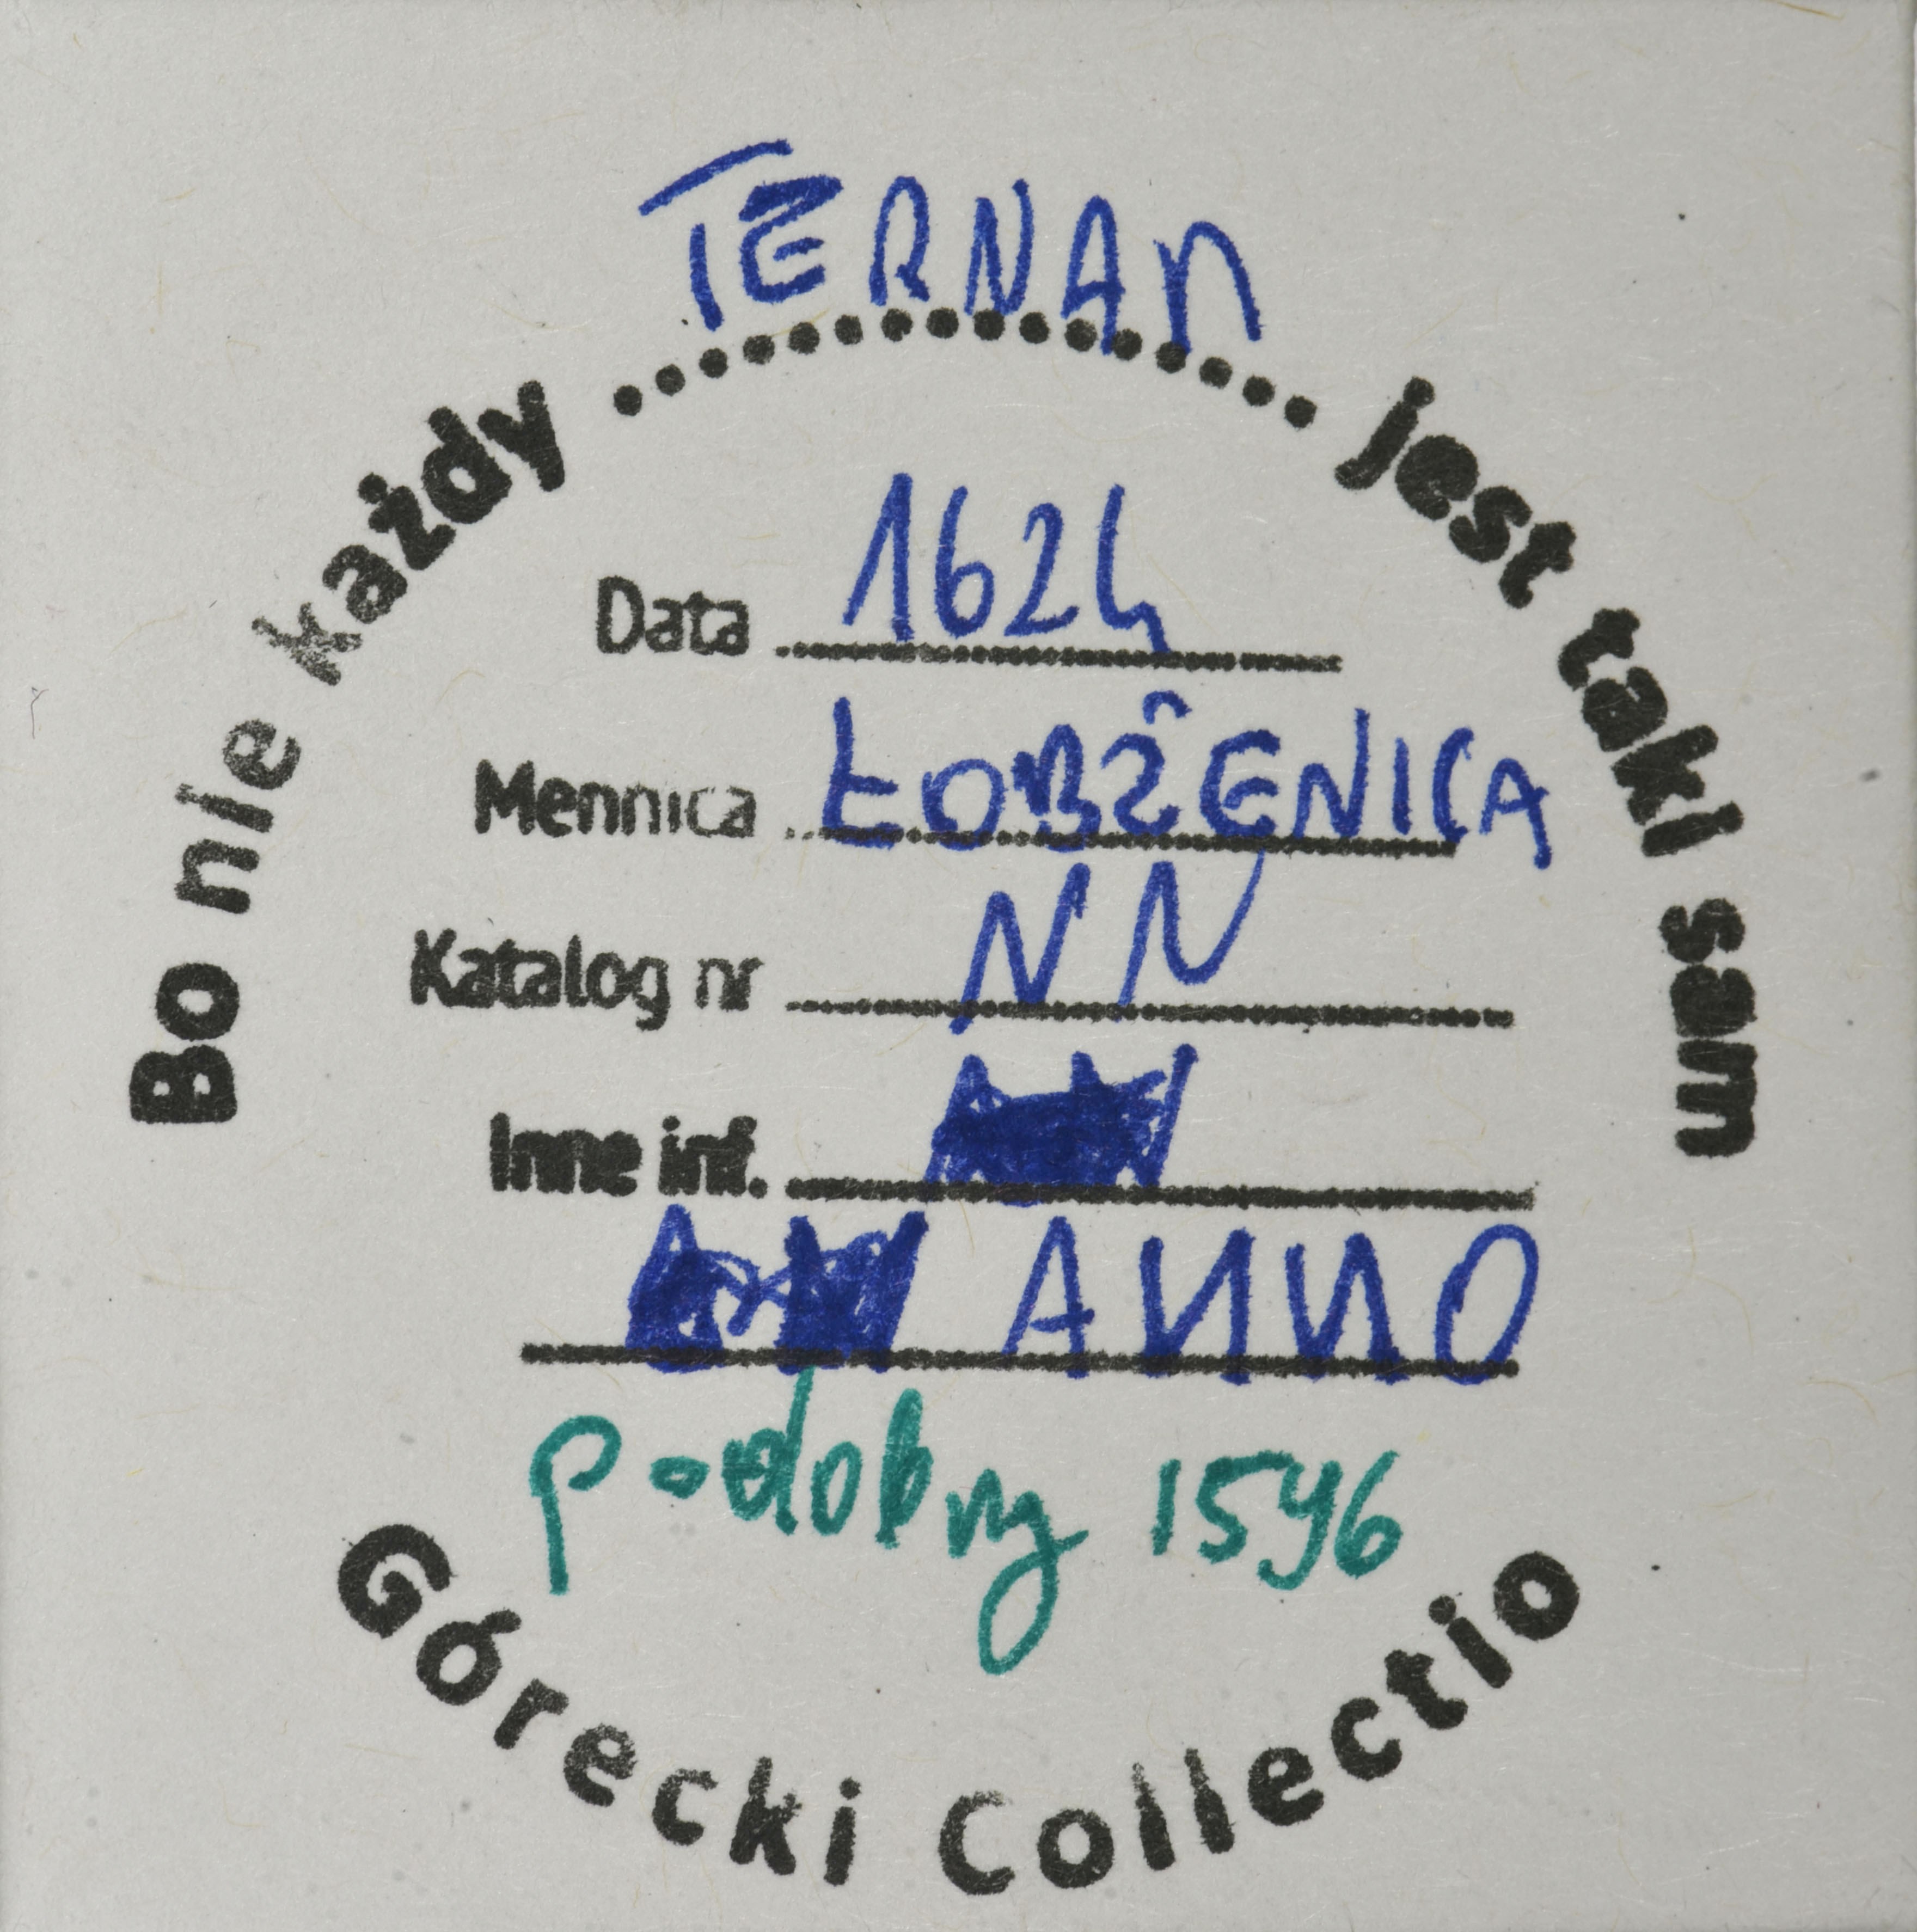 Bo nie każdy TERNAR jest taki sam
Data 1624
Mennica ŁOBŻENICA
Katalog nr NN
Inne inf.
ANNO
podobny 1596
Górecki Collectio